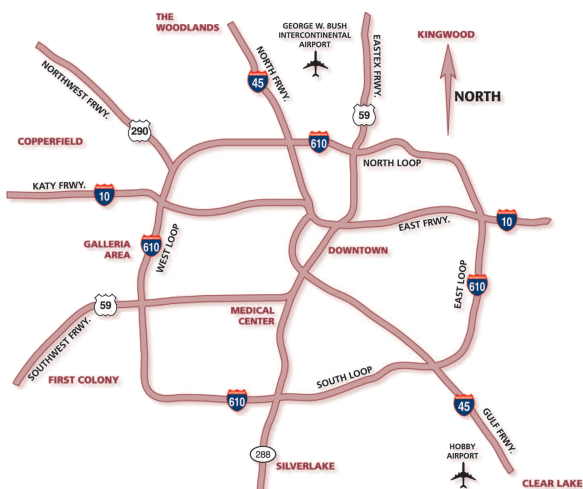 THE
WOODLANDS
GEORGE W. BUSH
INTERCONTINENTAL
AIRPORT
KINGWOOD
NORTHWEST FRWY.
NORTH FRWY.
EASTEX FRWY.
45
59
NORTH
290
COPPERFIELD
610
NORTH LOOP
KATY FRWY.
10
EAST FRWY.
10
GALLERIA
AREA
610
WEST LOOP
DOWNTOWN
EAST LOOP
610
59
MEDICAL
CENTER
SOUTHWEST FRWY.
FIRST COLONY
610
SOUTH LOOP
45
GULF FRWY.
288
SILVERLAKE
HOBBY
AIRPORT
CLEAR LAKE